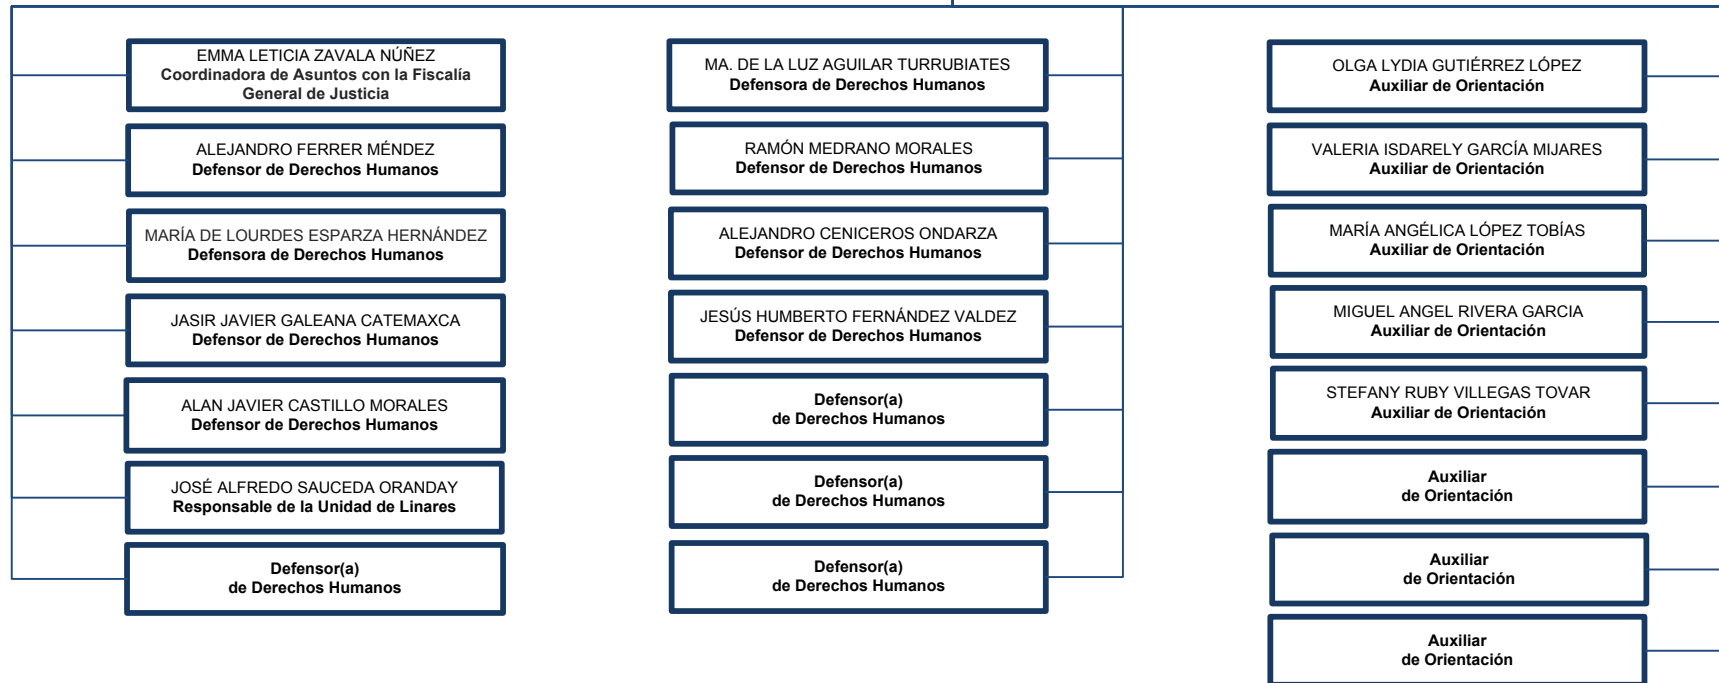 EMMA LETICIA ZAVALA NÚÑEZ
Coordinadora de Asuntos con la Fiscalía
General de Justicia
ALEJANDRO FERRER MÉNDEZ
Defensor de Derechos Humanos
MARÍA DE LOURDES ESPARZA HERNÁNDEZ
Defensora de Derechos Humanos
JASIR JAVIER GALEANA CATEMAXCA
Defensor de Derechos Humanos
ALAN JAVIER CASTILLO MORALES
Defensor de Derechos Humanos
JOSÉ ALFREDO SAUCEDA ORANDAY
Responsable de la Unidad de Linares
Defensor(a)
de Derechos Humanos
MA. DE LA LUZ AGUILAR TURRUBIATES
Defensora de Derechos Humanos
RAMÓN MEDRANO MORALES
Defensor de Derechos Humanos
ALEJANDRO CENICEROS ONDARZA
Defensor de Derechos Humanos
JESÚS HUMBERTO FERNÁNDEZ VALDEZ
Defensor de Derechos Humanos
Defensor(a)
de Derechos Humanos
Defensor(a)
de Derechos Humanos
Defensor(a)
de Derechos Humanos
OLGA LYDIA GUTIÉRREZ LÓPEZ
Auxiliar de Orientación
VALERIA ISDARELY GARCÍA MIJARES
Auxiliar de Orientación
MARÍA ANGÉLICA LÓPEZ TOBÍAS
Auxiliar de Orientación
MIGUEL ANGEL RIVERA GARCIA
Auxiliar de Orientación
STEFANY RUBY VILLEGAS TOVAR
Auxiliar de Orientación
Auxiliar
de Orientación
Auxiliar
de Orientación
Auxiliar
de Orientación